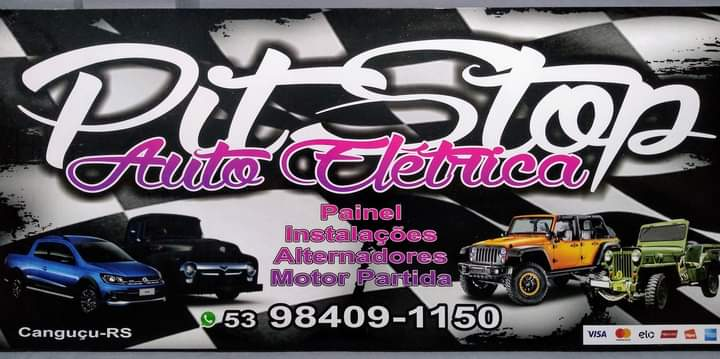 Pit Stop
Auto Elétrica
Painel
Instalações
Alternadores
Motor Partida
53 98409-1150
Canguçu-RS
VISA elo